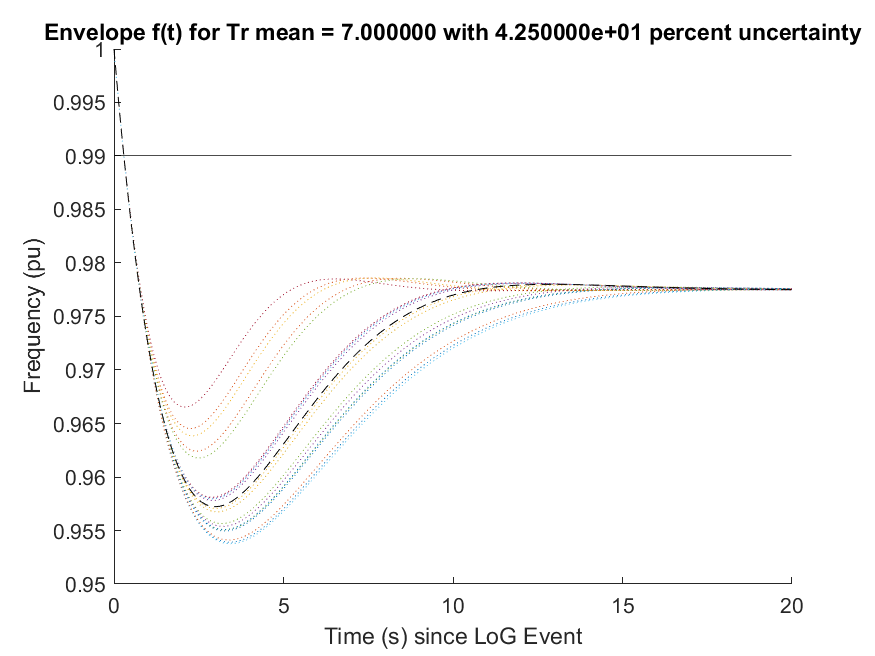 Envelope f(t) for Tr mean = 7.000000 with 4.250000e+01 percent uncertainty
1
0.995
0.99
0.985
0.98
0.975
0.97
0.965
0.96
0.955
0.95
Frequency (pu)
0 5 10 15 20
Time (s) since LoG Event